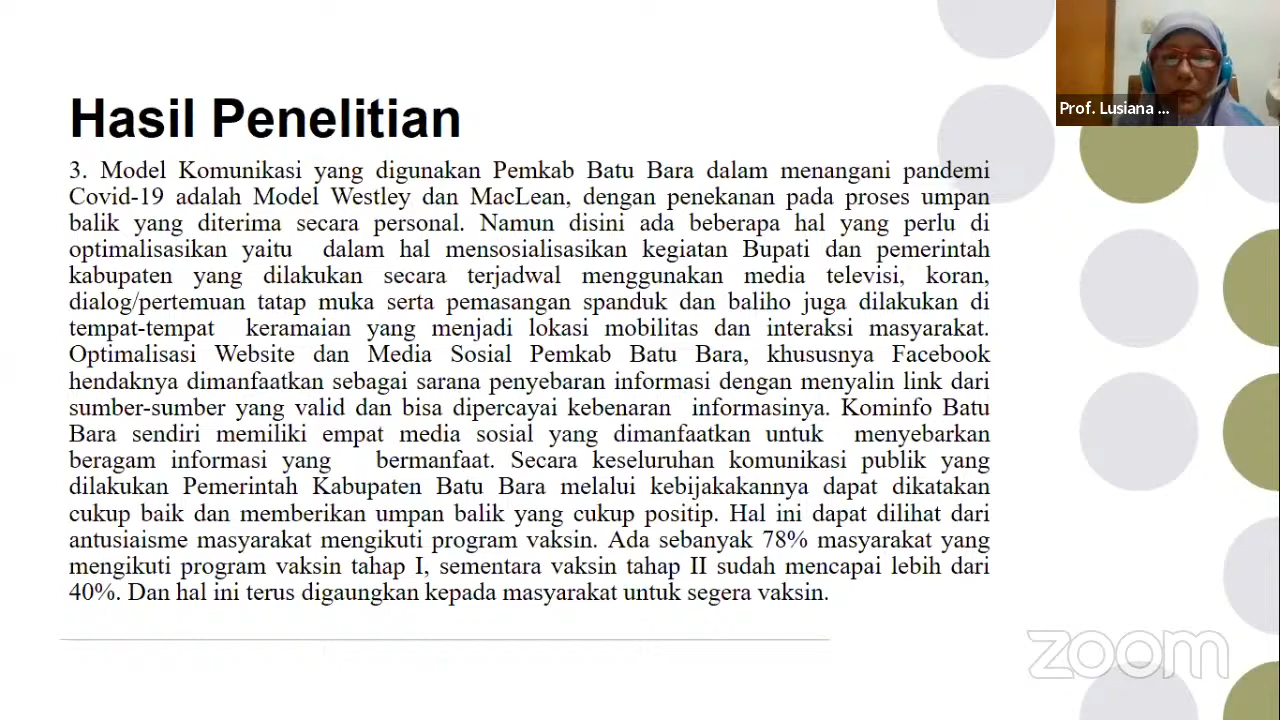 Hasil Penelitian
3. Model Komunikasi yang digunakan Pemkab Batu Bara dalam menangani pandemi
Covid-19 adalah Model Westley dan MacLean, dengan penekanan pada proses umpan
balik yang diterima secara personal. Namun disini ada beberapa hal yang perlu di
optimalisasikan yaitu dalam hal mensosialisasikan kegiatan Bupati dan pemerintah
kabupaten yang dilakukan secara terjadwal menggunakan media televisi, koran,
dialog/pertemuan tatap muka serta pemasangan spanduk dan baliho juga dilakukan di
tempat-tempat keramaian yang menjadi lokasi mobilitas dan interaksi masyarakat.
Optimalisasi Website dan Media Sosial Pemkab Batu Bara, khususnya Facebook
hendaknya dimanfaatkan sebagai sarana penyebaran informasi dengan menyalin link dari
sumber-sumber yang valid dan bisa dipercayai kebenaran informasinya. Kominfo Batu
Bara sendiri memiliki empat media sosial yang dimanfaatkan untuk menyebarkan
beragam informasi yang bermanfaat. Secara keseluruhan komunikasi publik yang
dilakukan Pemerintah Kabupaten Batu Bara melalui kebijakakannya dapat dikatakan
cukup baik dan memberikan umpan balik yang cukup positip. Hal ini dapat dilihat dari
antusiaisme masyarakat mengikuti program vaksin. Ada sebanyak 78% masyarakat yang
mengikuti program vaksin tahap I, sementara vaksin tahap II sudah mencapai lebih dari
40%. Dan hal ini terus digaungkan kepada masyarakat untuk segera vaksin.
Prof. Lusiana ...
zoom